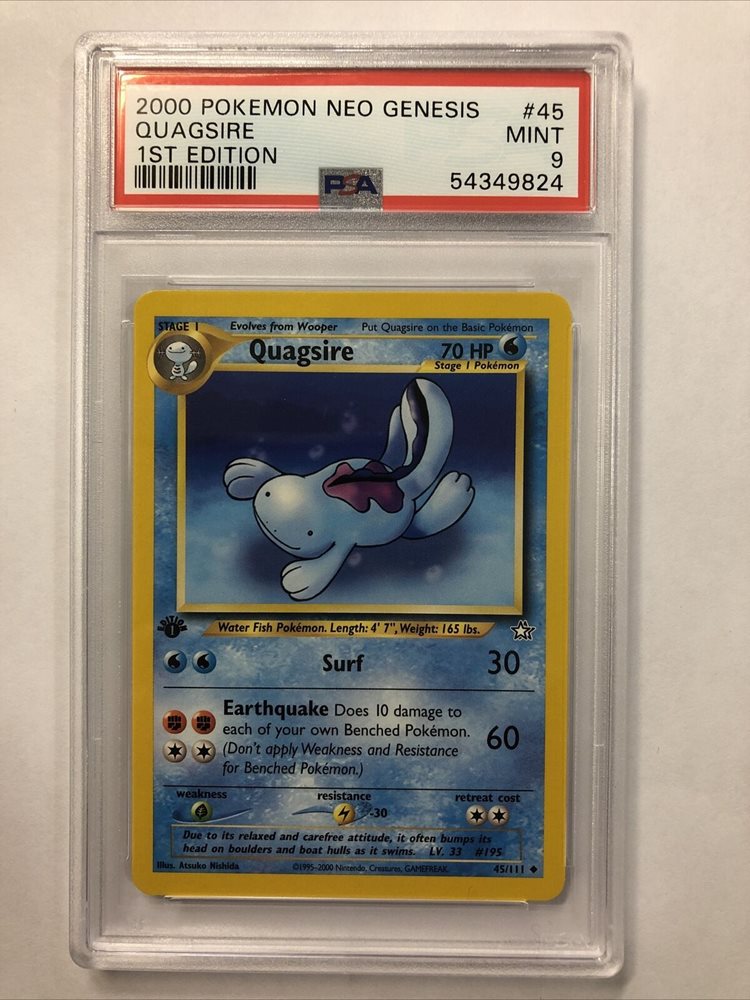 2000 POKEMON NEO GENESIS #45
QUAGSIRE MINT
1ST EDITION 9
PSA 54349824
STAGE 1 Evolves from Wooper Put Quagsire on the Basic Pokémon
Quagsire 70 HP
Stage 1 Pokémon
EDITION
1
Water Fish Pokémon. Length: 4' 7", Weight: 165 lbs.
Surf 30
Earthquake Does 10 damage to
each of your own Benched Pokémon. 60
(Don't apply Weakness and Resistance
for Benched Pokémon.)
weakness resistance retreat cost
-30
Due to its relaxed and carefree attitude, it often bumps its
head on boulders and boat hulls as it swims. LV. 33 #195
Illus. Atsuko Nishida ©1995-2000 Nintendo, Creatures, GAMEFREAK. 45/111